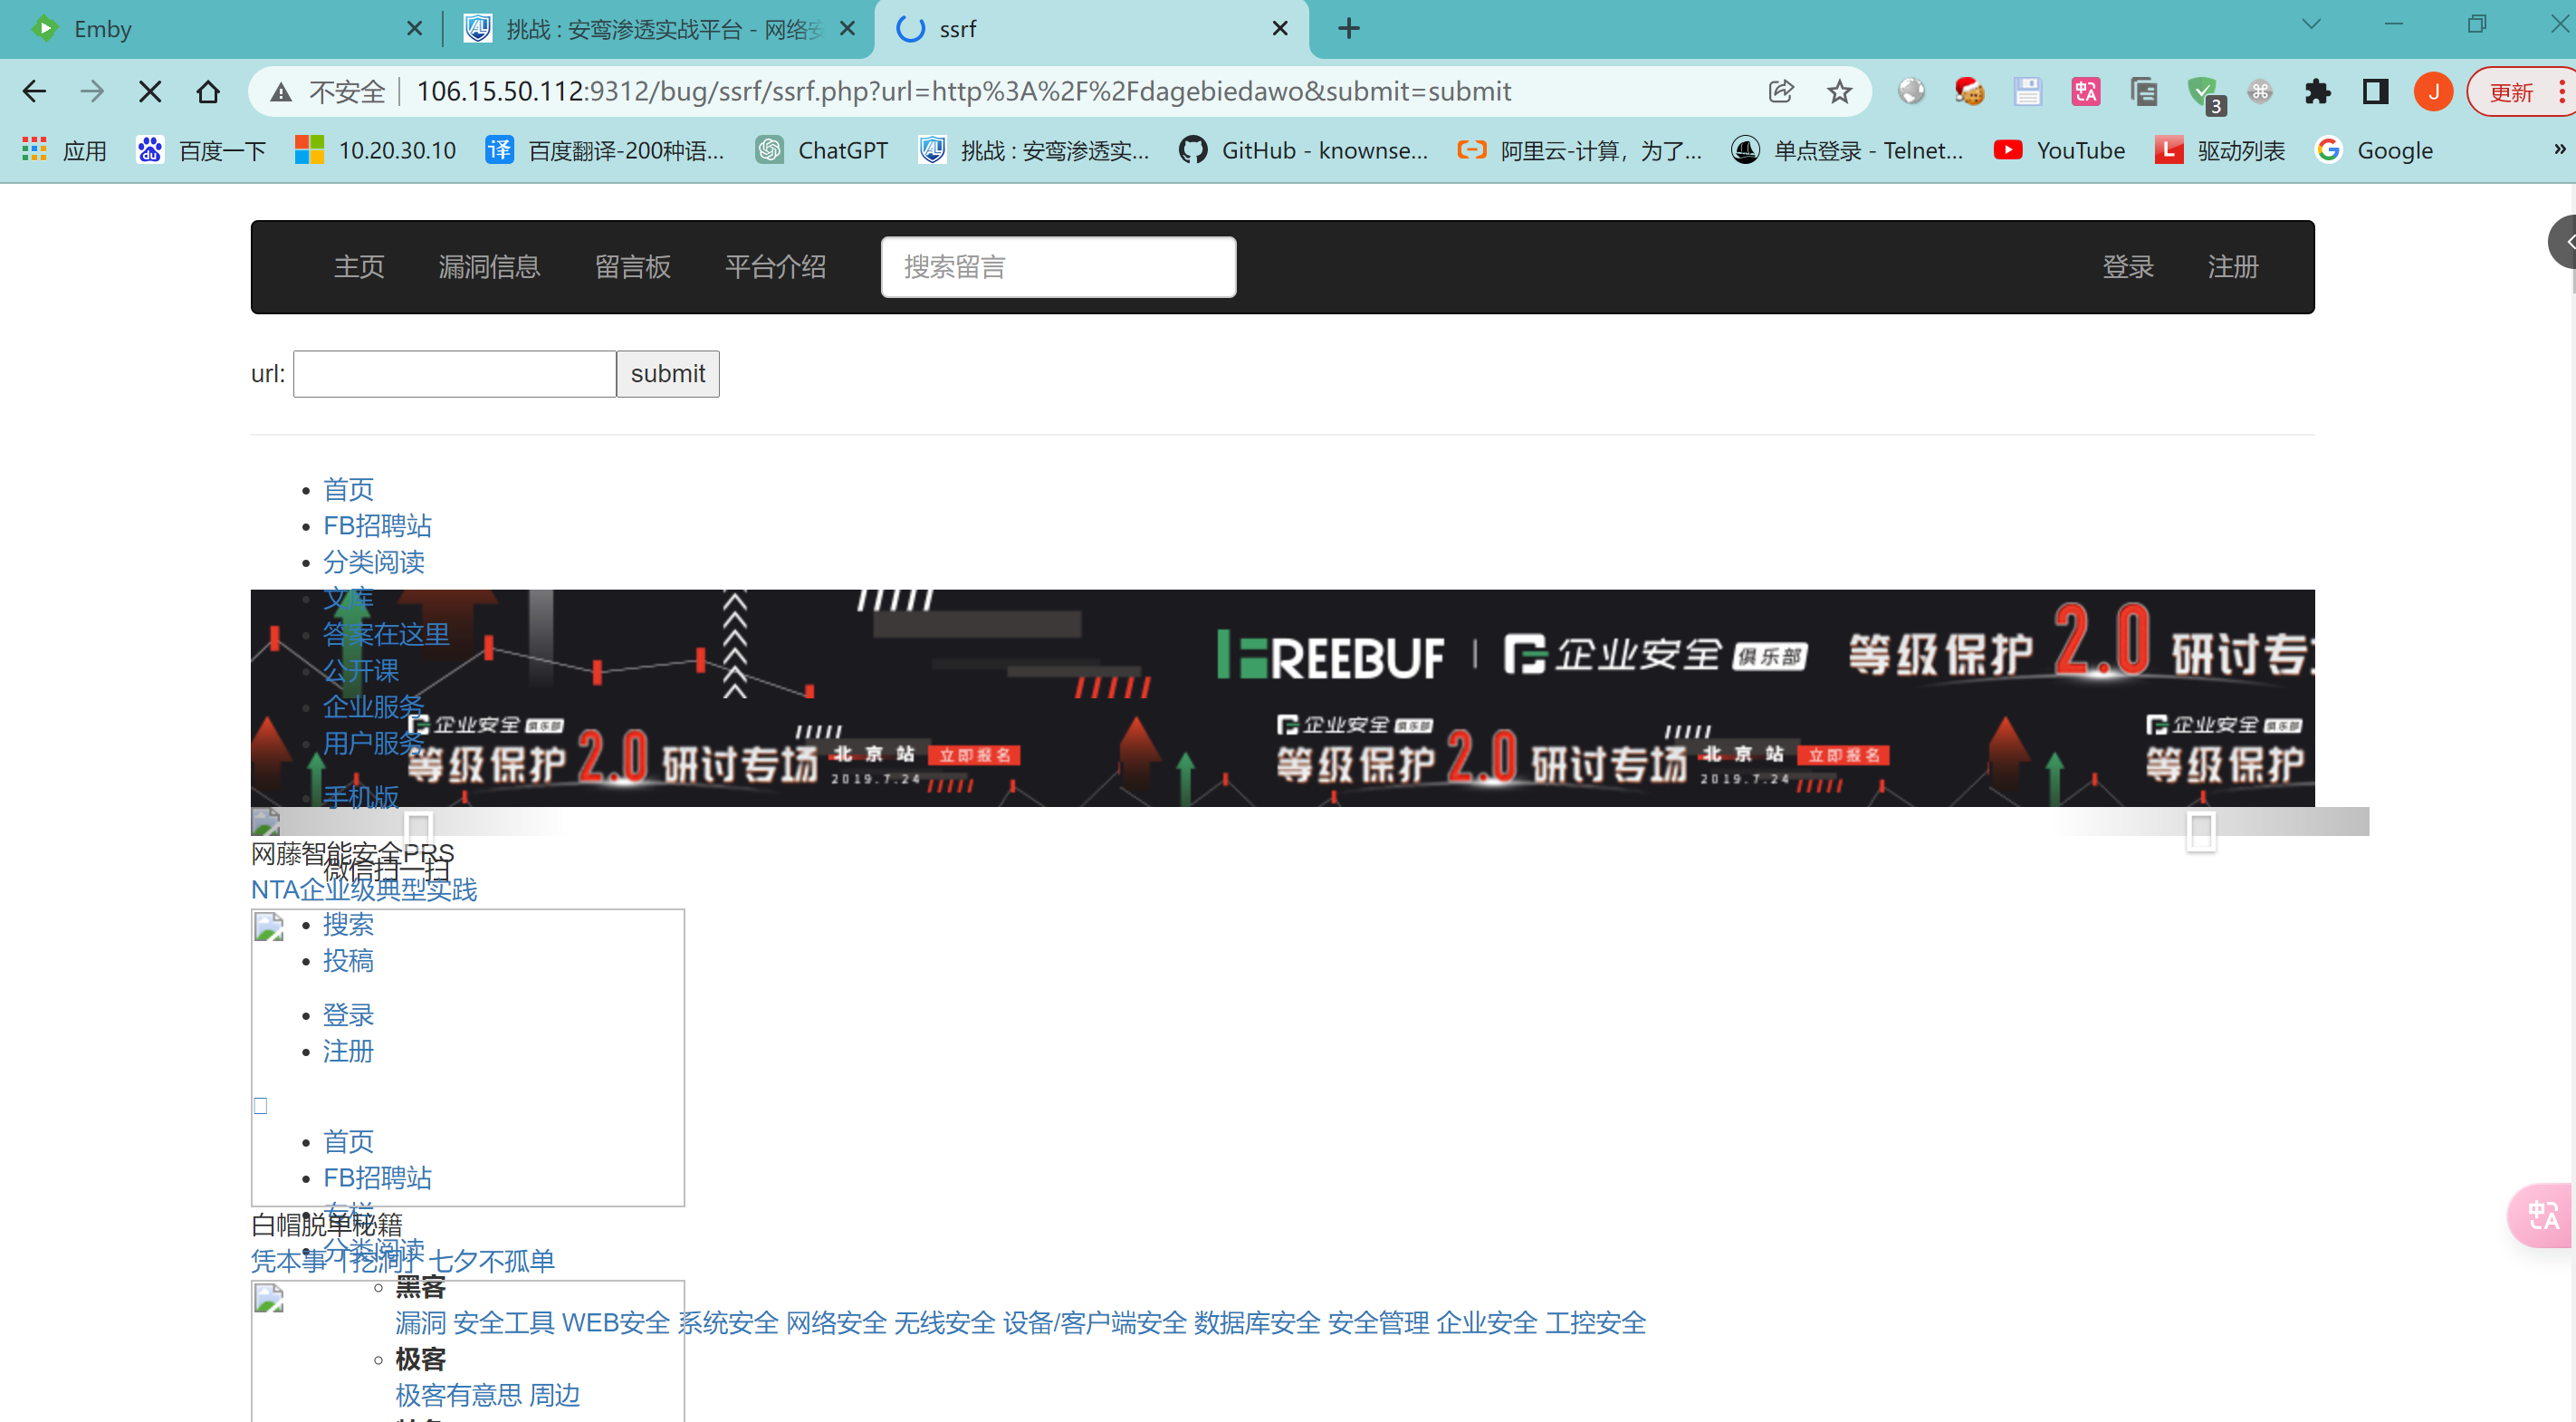 Emby
挑战 : 安鸾渗透实战平台 - 网络安
ssrf
不安全
106.15.50.112:9312/bug/ssrf/ssrf.php?url=http%3A%2F%2Fdagebiedawo&submit=submit
3
J
更新
应用
百度一下
10.20.30.10
百度翻译-200种语...
ChatGPT
挑战 : 安鸾渗透实...
GitHub - knownse...
阿里云-计算，为了...
单点登录 - Telnet...
YouTube
驱动列表
Google
»
主页
漏洞信息
留言板
平台介绍
搜索留言
登录
注册
url:
submit
首页
FB招聘站
分类阅读
文库
答案在这里
公开课
企业服务
用户服务
手机版
REEBUF | 企业安全 俱乐部 等级保护 2.0 研讨专
企业安全 俱乐部
等级保护 2.0 研讨专场 北京站 立即报名
2019.7.24
企业安全 俱乐部
等级保护 2.0 研讨专场 北京站 立即报名
2019.7.24
企业安全 俱乐部
等级保护
网藤智能安全PRS
微信扫一扫
NTA企业级典型实践
搜索
投稿
登录
注册
首页
FB招聘站
专栏
白帽脱单秘籍
分类阅读
凭本事「挖洞」七夕不孤单
黑客
漏洞 安全工具 WEB安全 系统安全 网络安全 无线安全 设备/客户端安全 数据库安全 安全管理 企业安全 工控安全
极客
极客有意思 周边